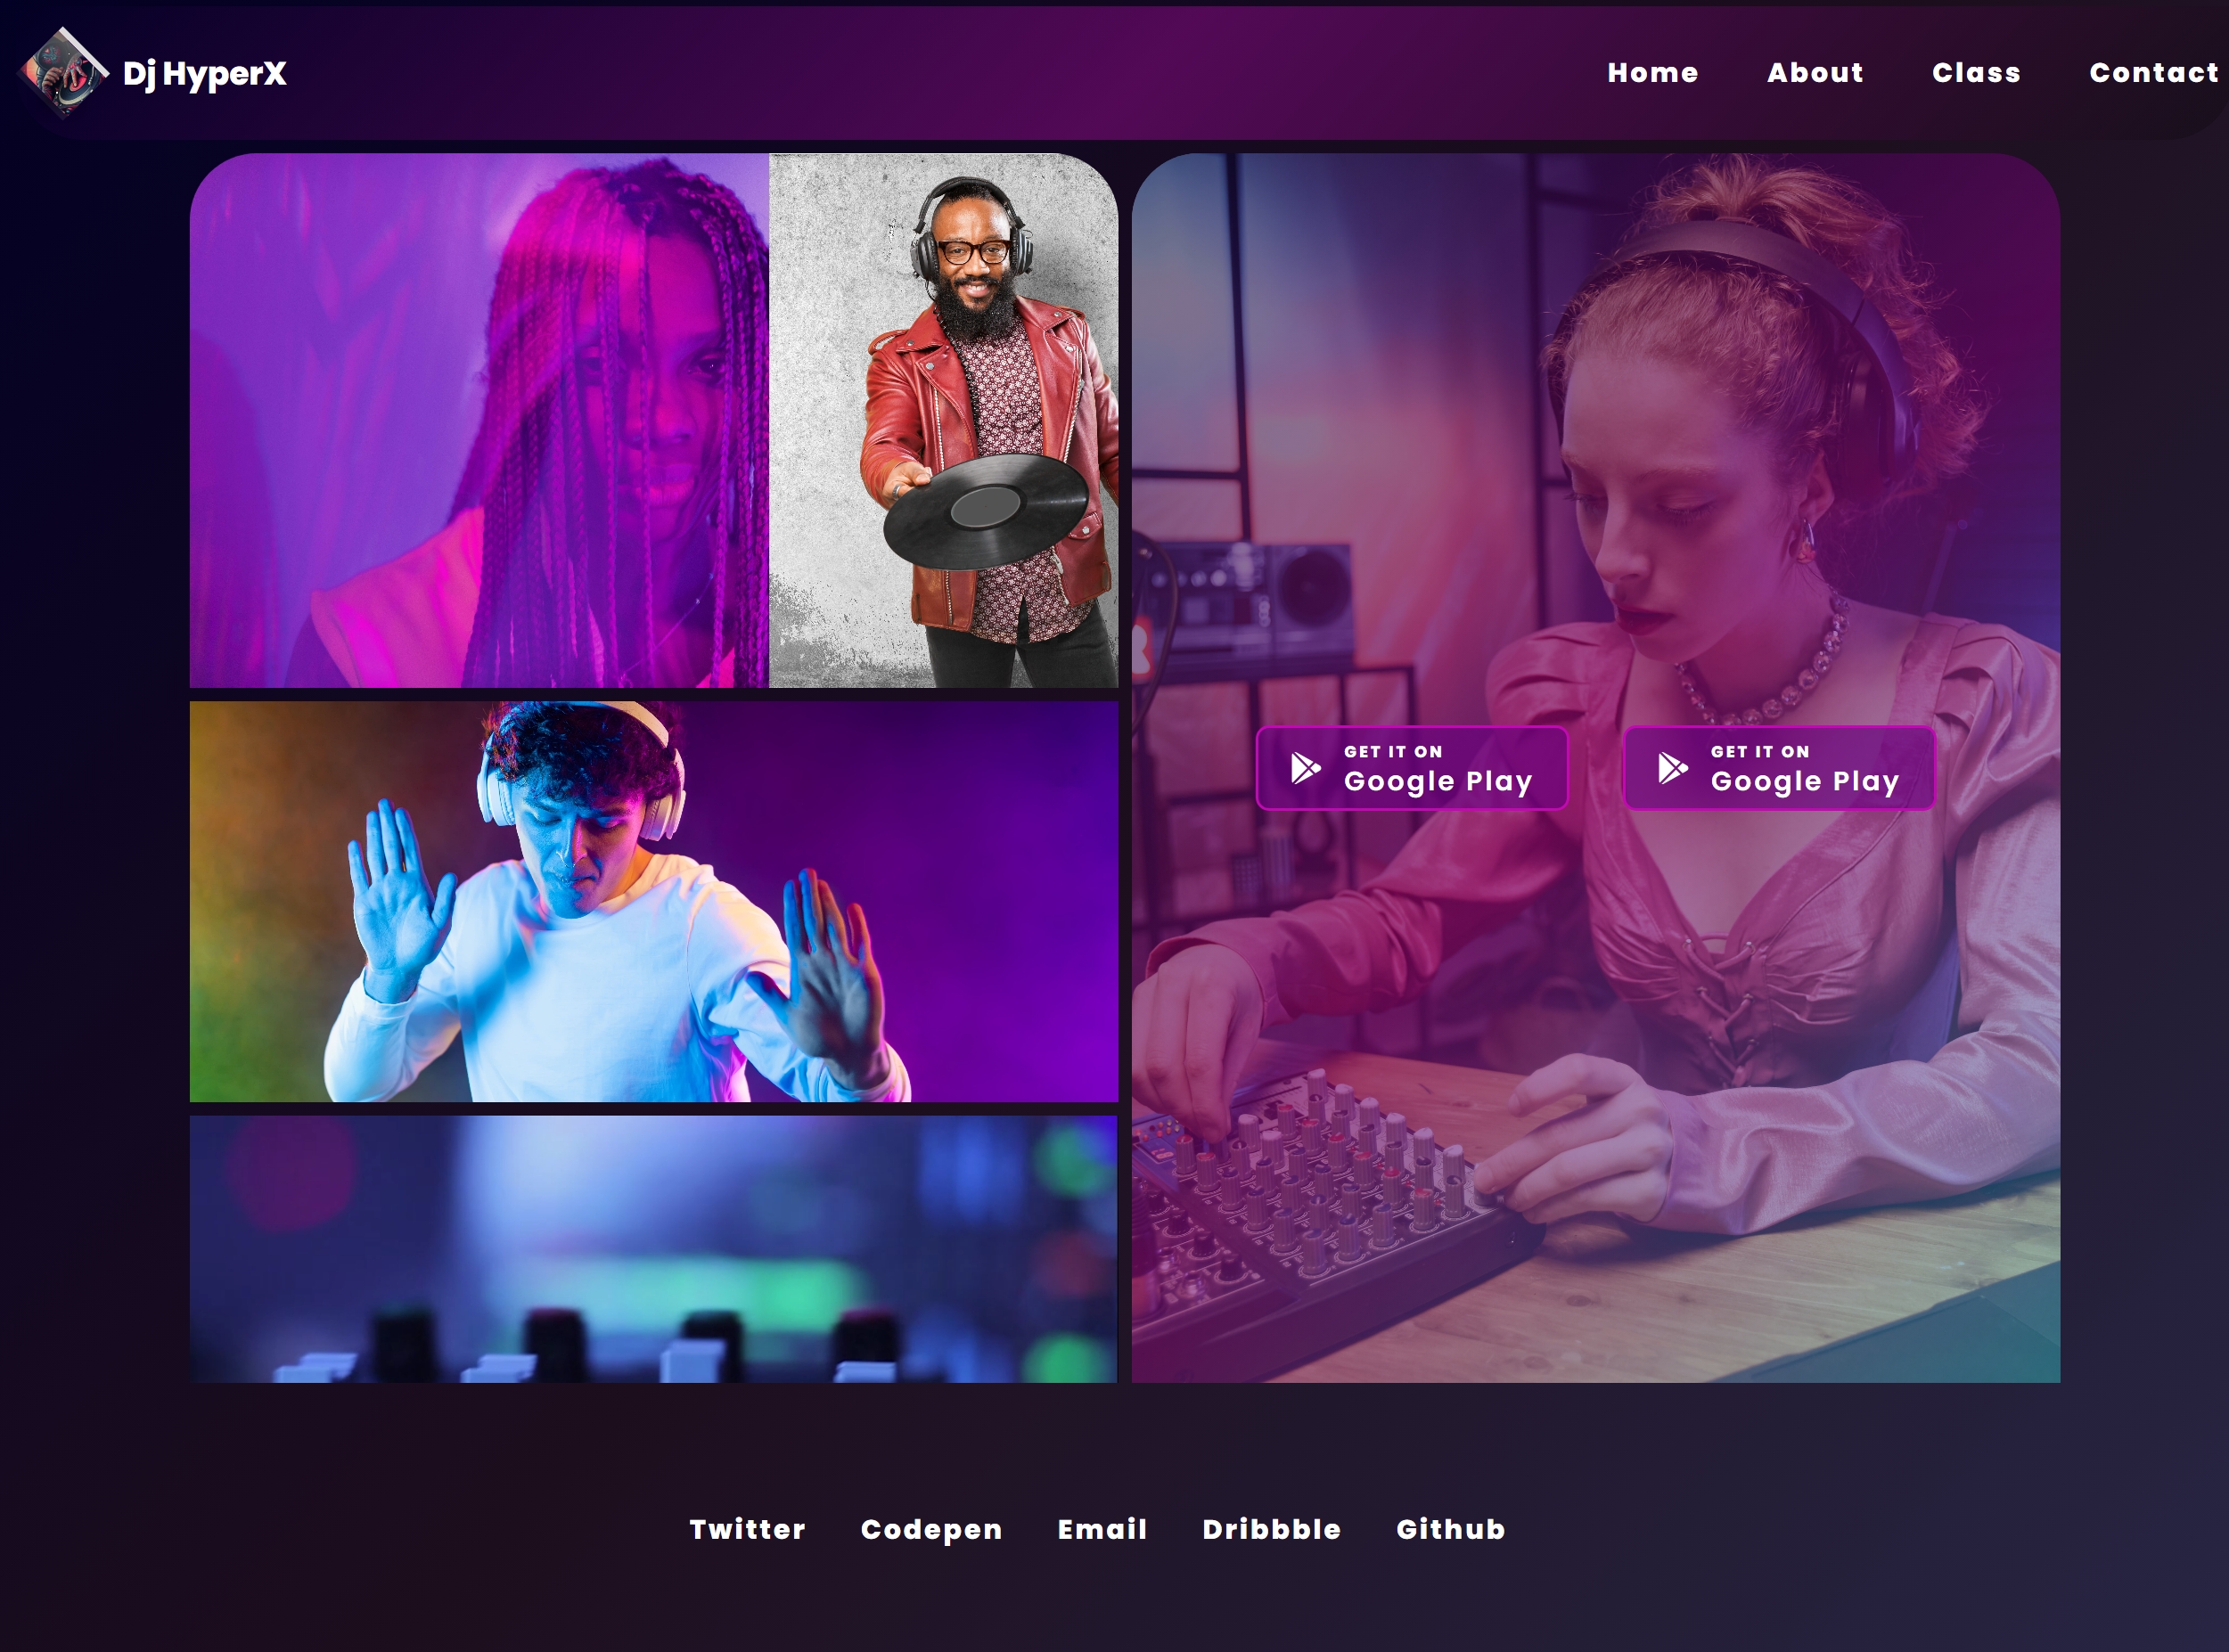 Dj HyperX
Home About Class Contact
GET IT ON
Google Play
GET IT ON
Google Play
Twitter Codepen Email Dribbble Github